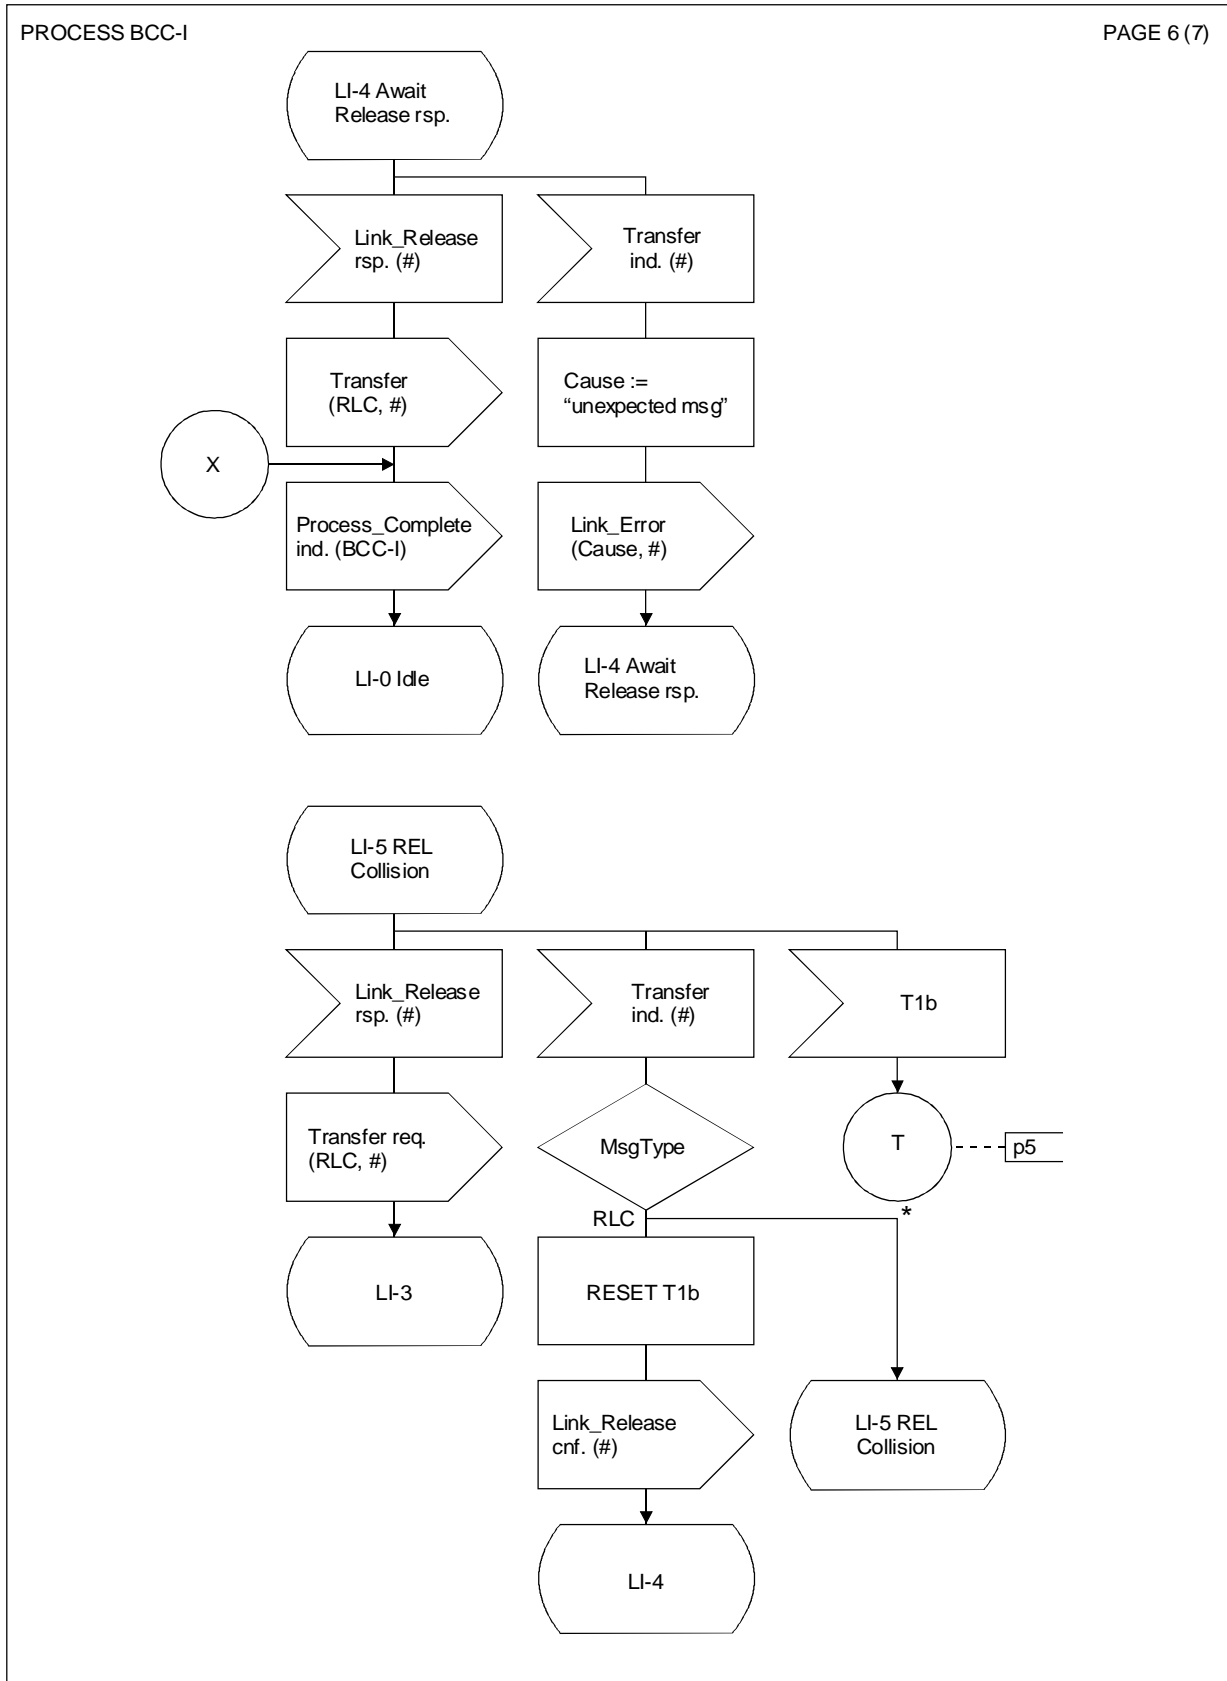 PROCESS BCC-I
PAGE 6 (7)
LI-4 Await
Release rsp.
Link_Release
rsp. (#)
Transfer
ind. (#)
Transfer
(RLC, #)
Cause :=
“unexpected msg”
X
Process_Complete
ind. (BCC-I)
Link_Error
(Cause, #)
LI-0 Idle
LI-4 Await
Release rsp.
LI-5 REL
Collision
Link_Release
rsp. (#)
Transfer
ind. (#)
T1b
Transfer req.
(RLC, #)
MsgType
T
p5
RLC
*
LI-3
RESET T1b
Link_Release
cnf. (#)
LI-5 REL
Collision
LI-4